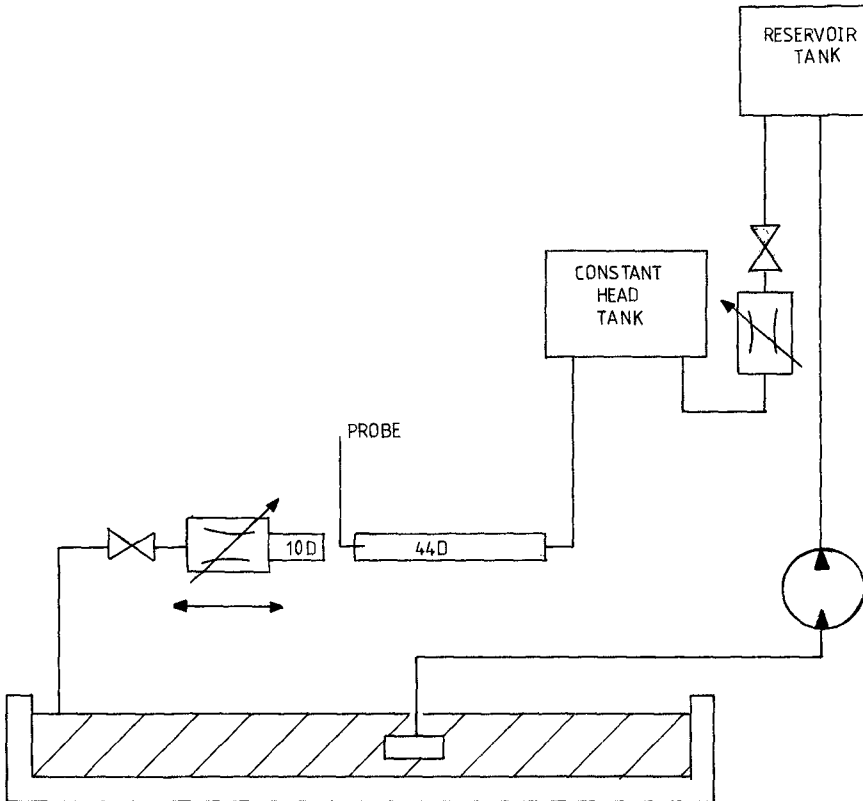 RESERVOIR
TANK
CONSTANT
HEAD
TANK
PROBE
10D
44D